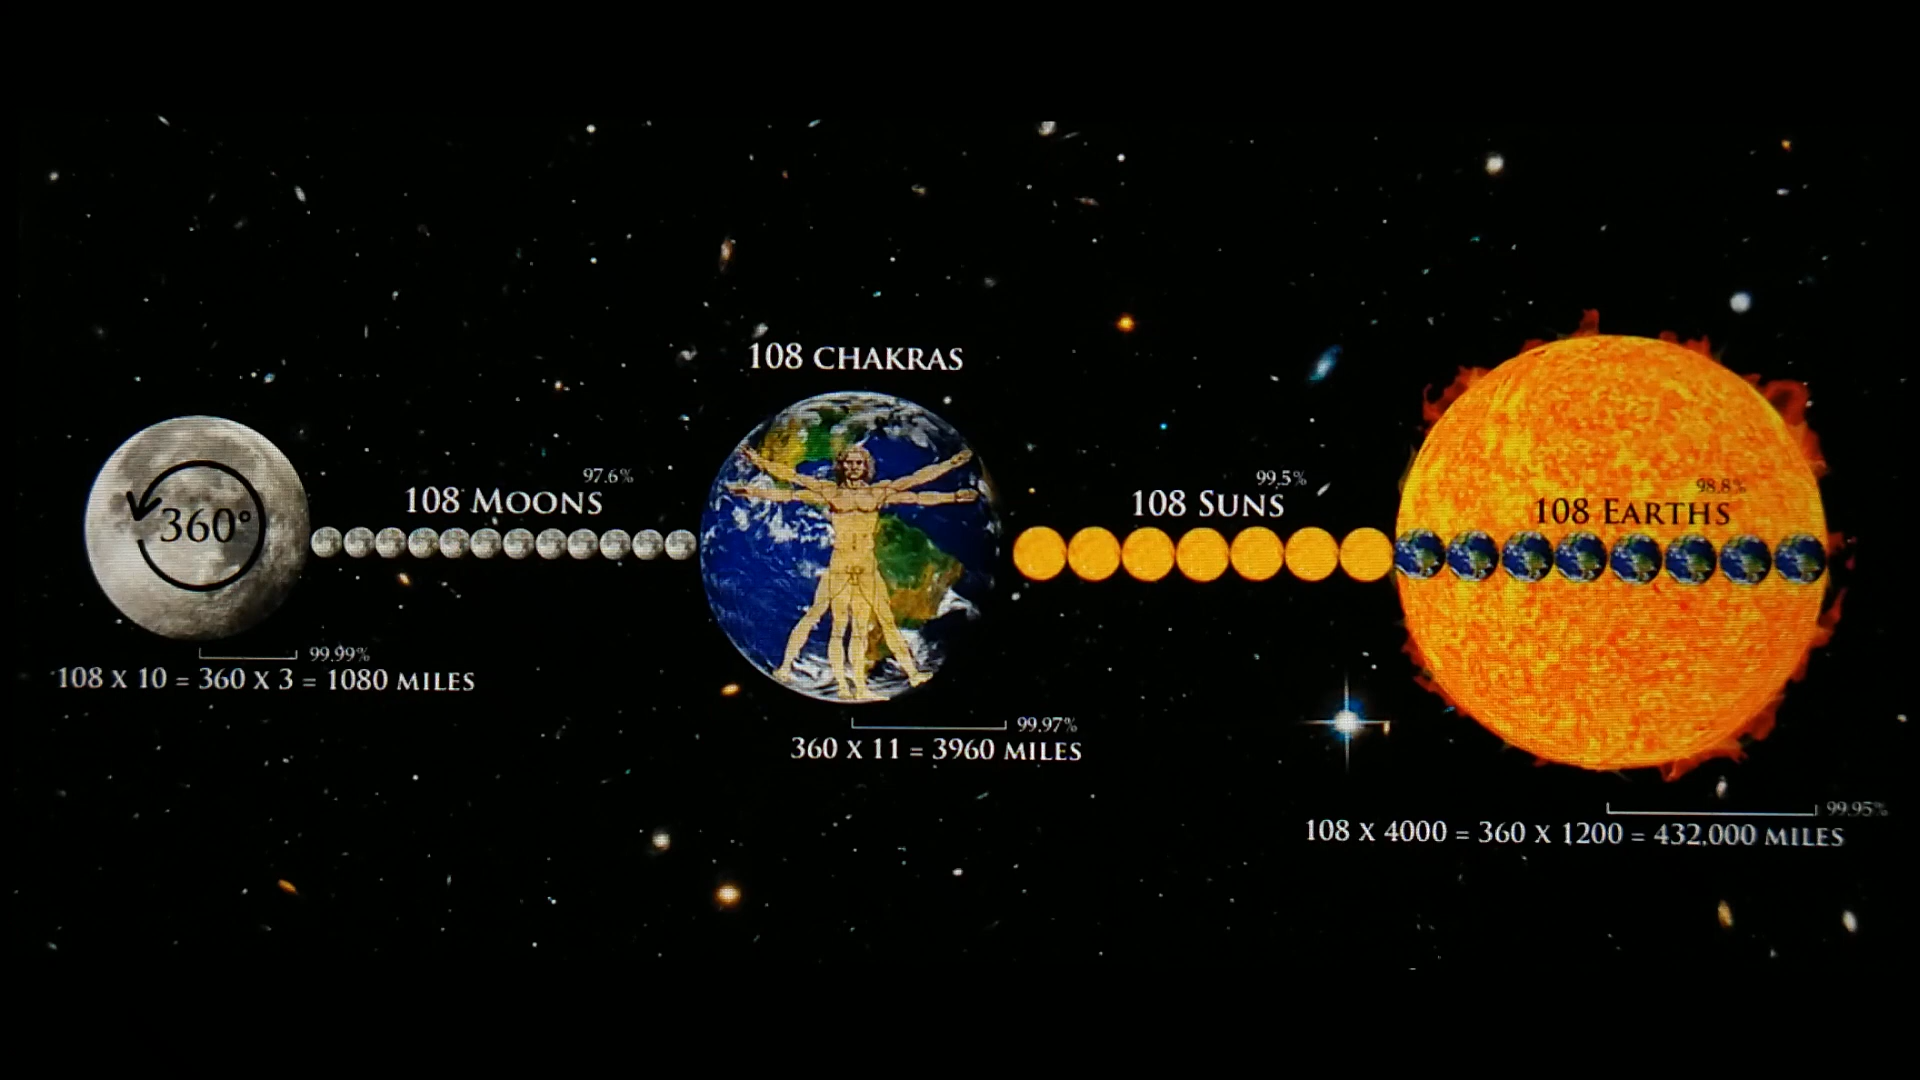 108 CHAKRAS
97.6%
108 MOONS
360°
99.5%
108 SUNS
98.8%
108 EARTHS
99.99%
108 X 10 = 360 X 3 = 1080 MILES
99.97%
360 X 11 = 3960 MILES
99.95%
108 X 4000 = 360 X 1200 = 432,000 MILES